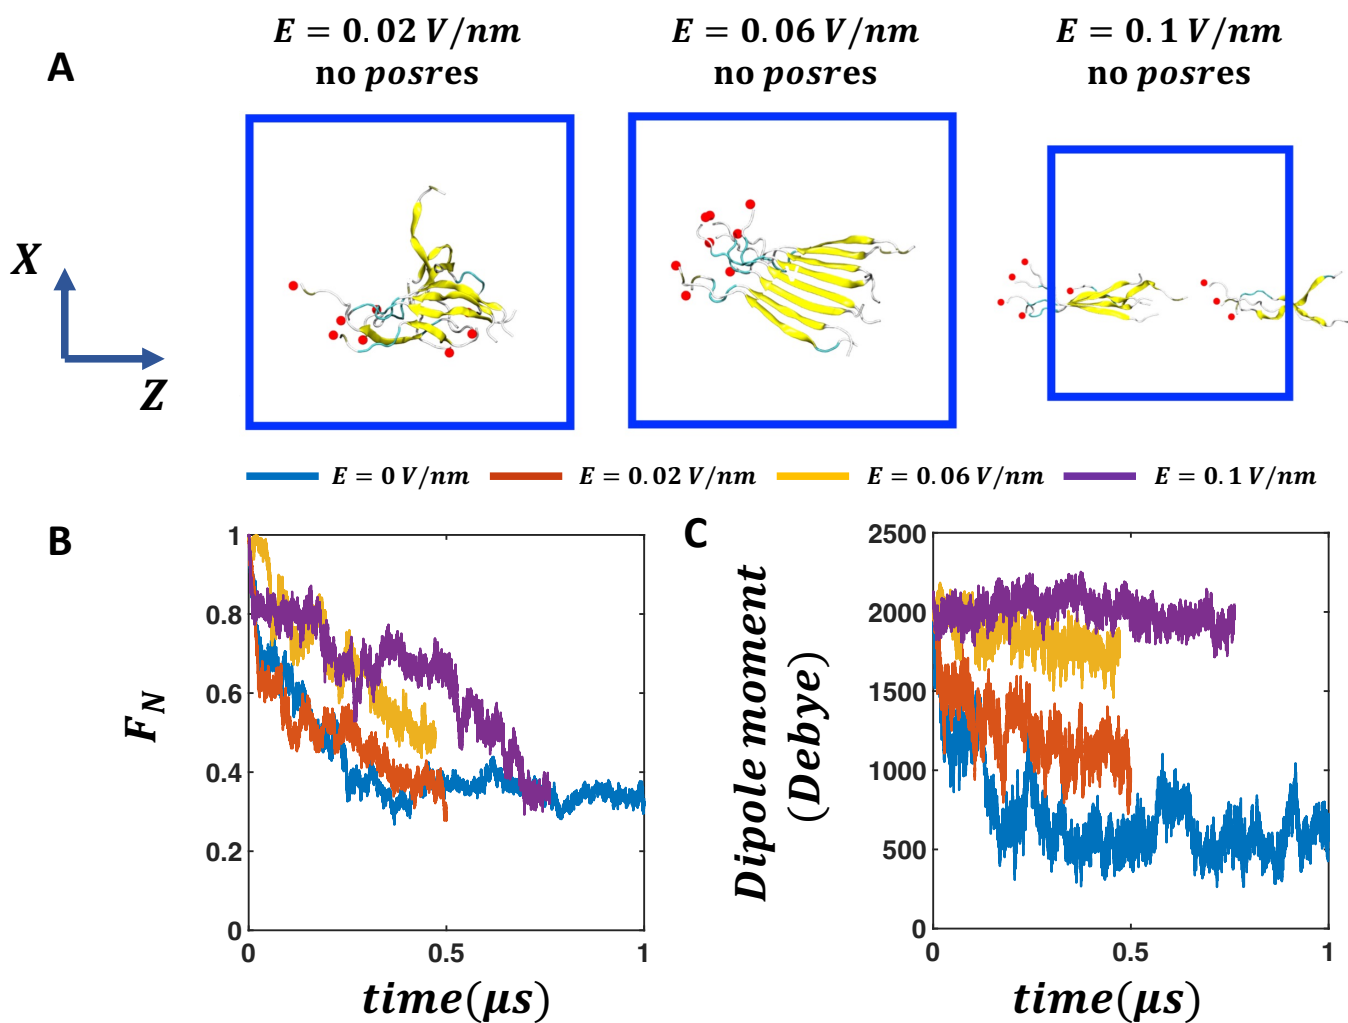 E = 0.02 V/nm
no posres
E = 0.06 V/nm
no posres
E = 0.1 V/nm
no posres
A
X
Z
E = 0 V/nm
E = 0.02 V/nm
E = 0.06 V/nm
E = 0.1 V/nm
B
1
0.8
0.6
0.4
0.2
0
F_N
0
0.5
1
time(μs)
C
2500
2000
1500
1000
500
0
Dipole moment
(Debye)
0
0.5
1
time(μs)